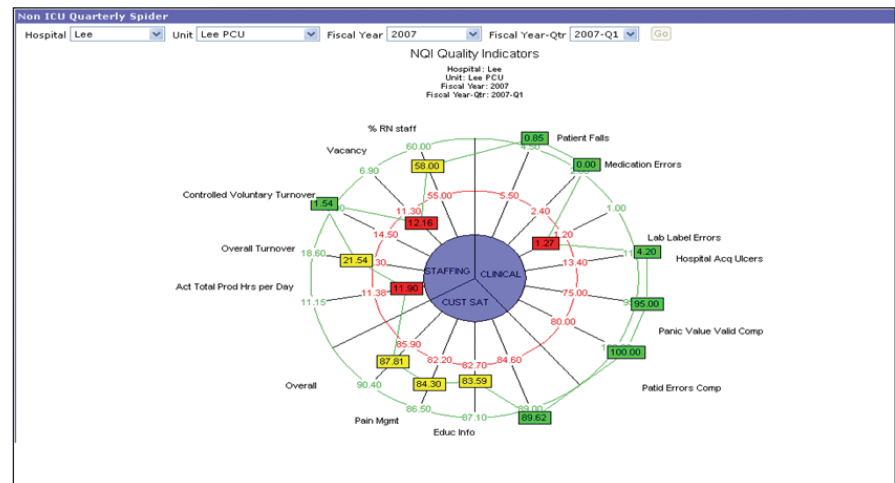 Non ICU Quarterly Spider
Hospital Lee Unit Lee PCU Fiscal Year 2007 Fiscal Year-Qtr 2007-Q1 Go
NQI Quality Indicators
Hospital: Lee
Unit: Lee PCU
Fiscal Year: 2007
Fiscal Year-Qtr: 2007-Q1
% RN staff
Patient Falls
Vacancy
Medication Errors
Controlled Voluntary Turnover
Lab Label Errors
Overall Turnover
Hospital Acq Ulcers
Act Total Prod Hrs per Day
Panic Value Valid Comp
Overall
Patid Errors Comp
Pain Mgmt
Educ Info
STAFFING
CLINICAL
CUST SAT
60.00
58.00
55.00
0.85
5.50
0.00
2.40
1.00
1.20
1.27
4.20
13.40
95.00
75.00
100.00
80.00
89.62
84.60
83.59
67.10
84.30
82.20
86.50
87.81
85.90
90.40
11.90
11.38
11.15
21.54
18.60
1.54
14.50
12.16
11.30
6.90